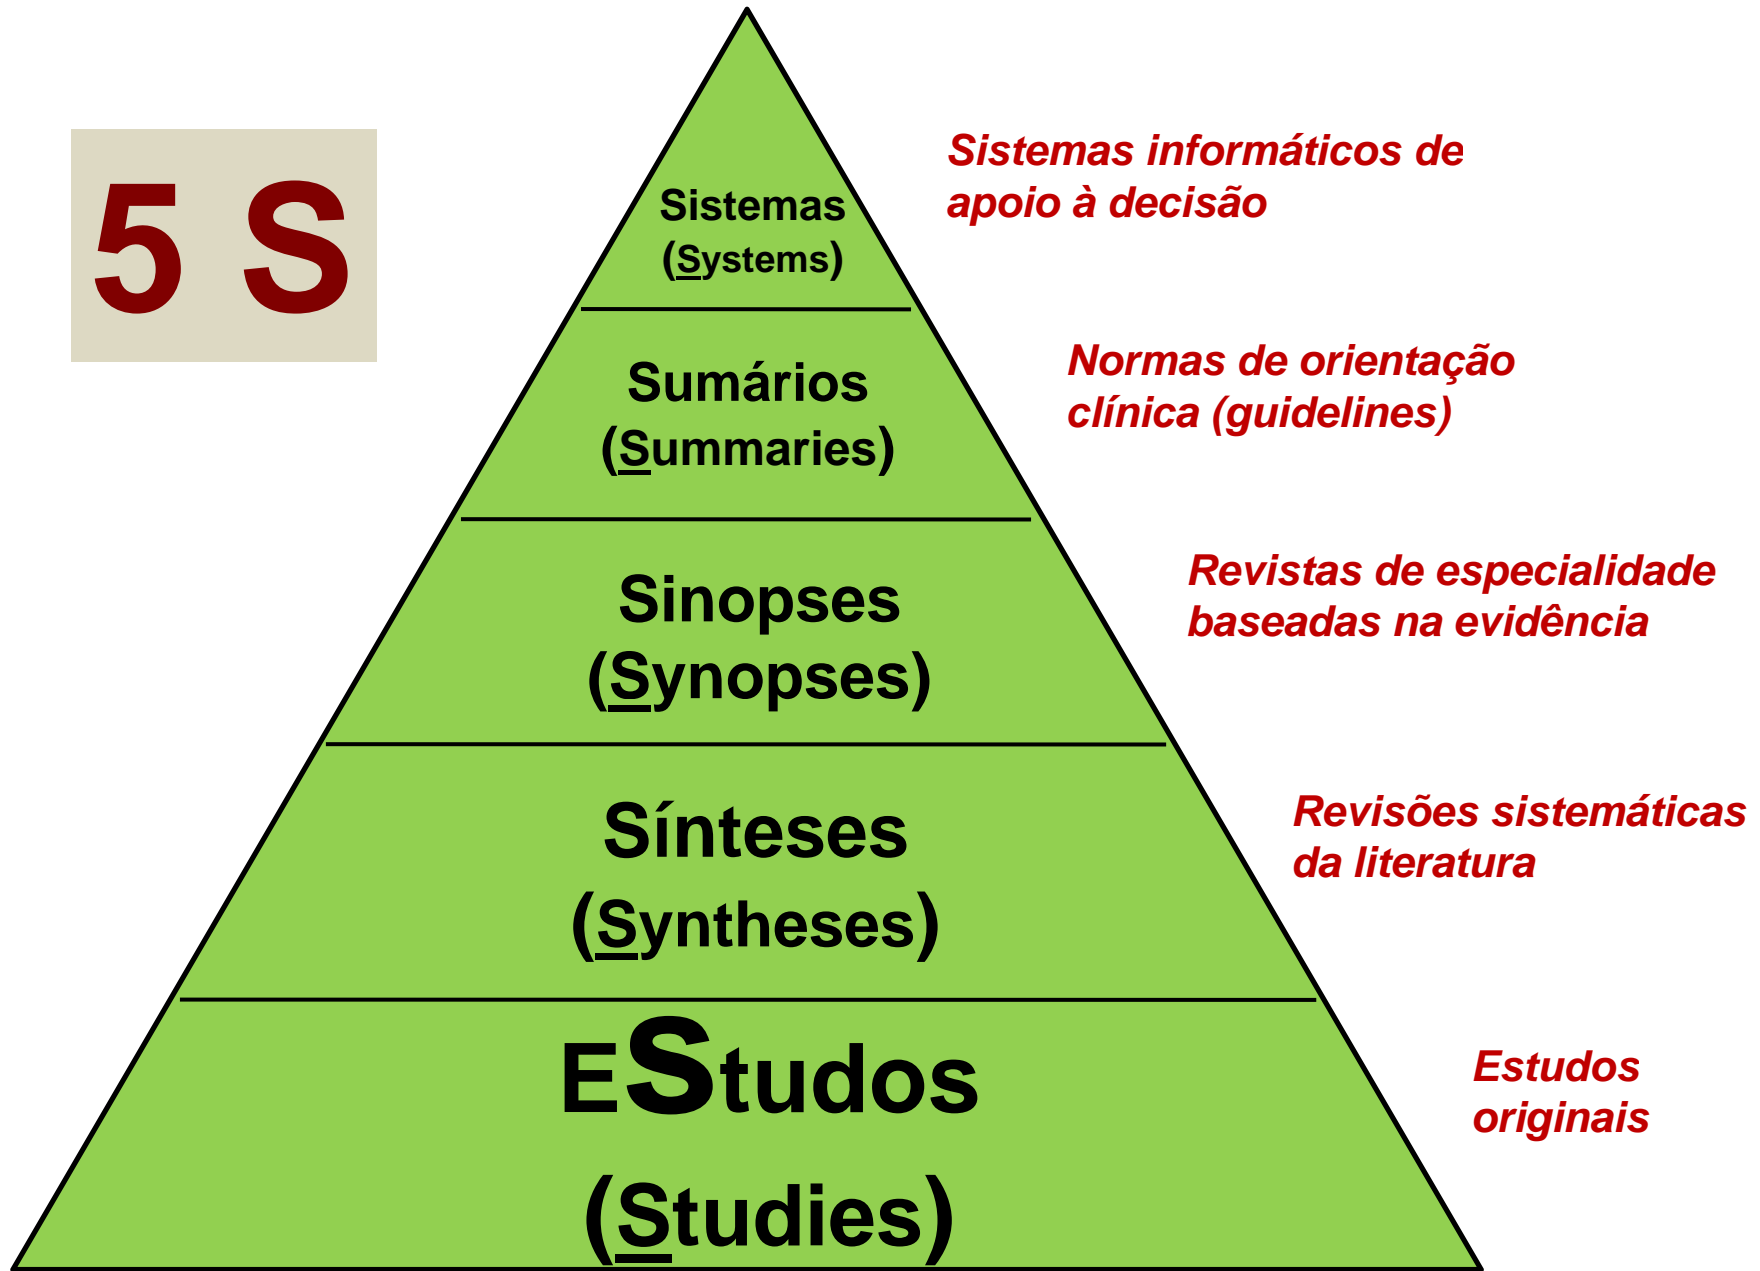 5 S
Sistemas
(Systems)
Sistemas informáticos de
apoio à decisão
Sumários
(Summaries)
Normas de orientação
clínica (guidelines)
Sinopses
(Synopses)
Revistas de especialidade
baseadas na evidência
Sínteses
(Syntheses)
Revisões sistemáticas
da literatura
EStudos
(Studies)
Estudos
originais